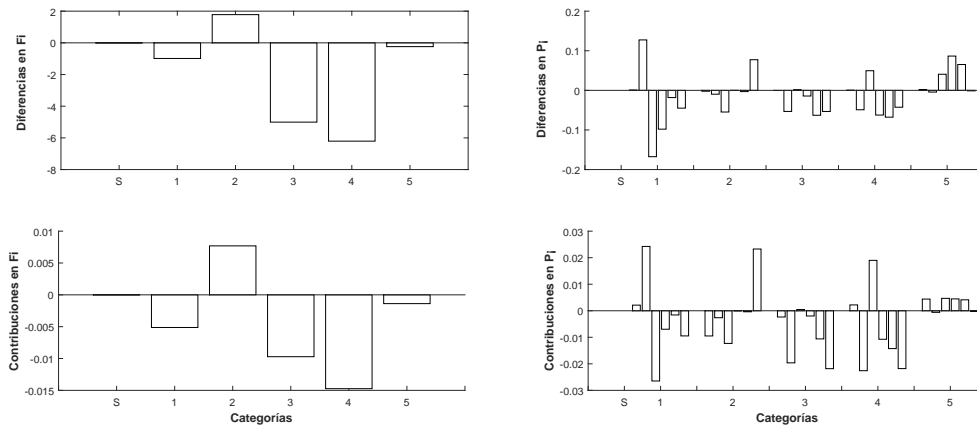 2
0
-2
-4
-6
-8
Diferencias en Fi
S 1 2 3 4 5
0.2
0.1
0
-0.1
-0.2
Diferencias en P¡
S 1 2 3 4 5
0.01
0.005
0
-0.005
-0.01
-0.015
Contribuciones en Fi
S 1 2 3 4 5
Categorías
0.03
0.02
0.01
0
-0.01
-0.02
-0.03
Contribuciones en P¡
S 1 2 3 4 5
Categorías